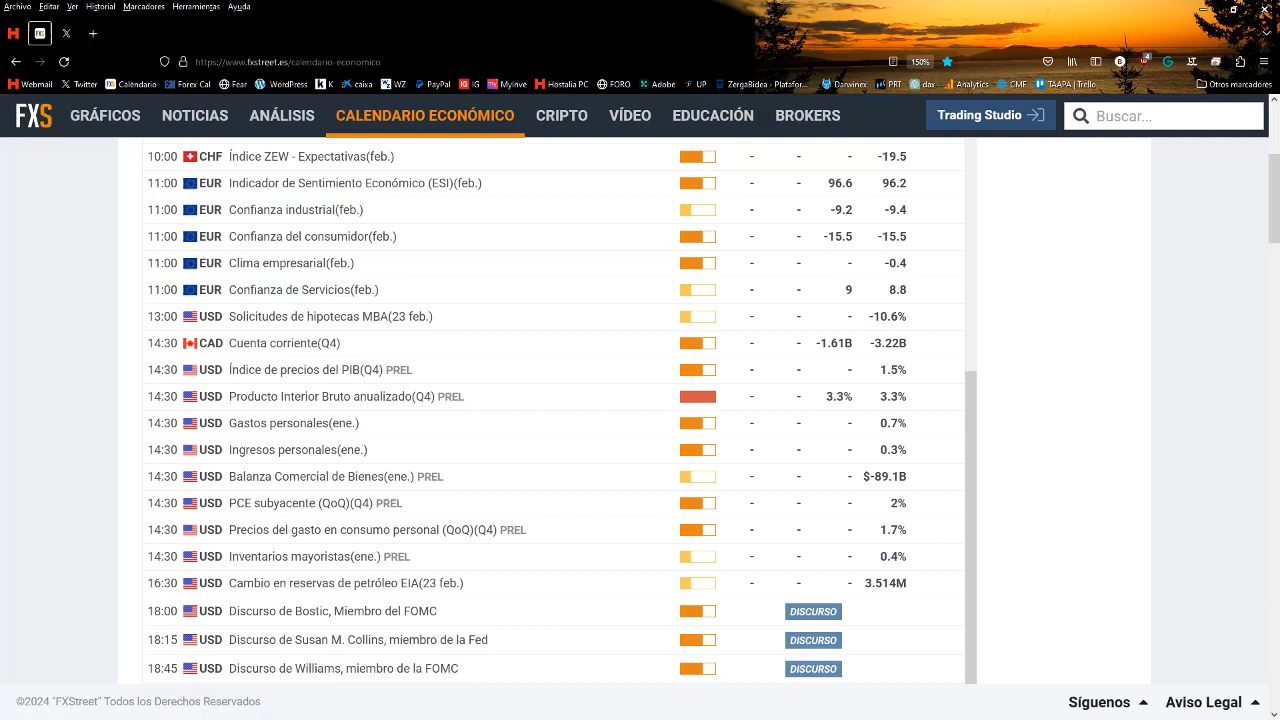 Archivo Editar Ver Historial Marcadores Herramientas Ayuda
https://www.fxstreet.es/calendario-economico 150%
Webmail Twitter Calendario Forex Cal Fear WordPress K caixa WZ PayPal IG MyInve Hostalia PC FORO Adobe UP ZergaBidea - Platafor... Darwinex PRT dax Analytics CME TAAPA | Trello Otros marcadores
FXS GRÁFICOS NOTICIAS ANÁLISIS CALENDARIO ECONÓMICO CRIPTO VÍDEO EDUCACIÓN BROKERS Trading Studio Buscar...
10:00 CHF Índice ZEW - Expectativas(feb.) - - - -19.5
11:00 EUR Indicador de Sentimiento Económico (ESI)(feb.) - - 96.6 96.2
11:00 EUR Confianza industrial(feb.) - - -9.2 -9.4
11:00 EUR Confianza del consumidor(feb.) - - -15.5 -15.5
11:00 EUR Clima empresarial(feb.) - - - -0.4
11:00 EUR Confianza de Servicios(feb.) - - 9 8.8
13:00 USD Solicitudes de hipotecas MBA(23 feb.) - - - -10.6%
14:30 CAD Cuenta corriente(Q4) - - -1.61B -3.22B
14:30 USD Índice de precios del PIB(Q4) PREL - - - 1.5%
14:30 USD Producto Interior Bruto anualizado(Q4) PREL - - 3.3% 3.3%
14:30 USD Gastos personales(ene.) - - - 0.7%
14:30 USD Ingresos personales(ene.) - - - 0.3%
14:30 USD Balanza Comercial de Bienes(ene.) PREL - - - $-89.1B
14:30 USD PCE subyacente (QoQ)(Q4) PREL - - - 2%
14:30 USD Precios del gasto en consumo personal (QoQ)(Q4) PREL - - - 1.7%
14:30 USD Inventarios mayoristas(ene.) PREL - - - 0.4%
16:30 USD Cambio en reservas de petróleo EIA(23 feb.) - - - 3.514M
18:00 USD Discurso de Bostic, Miembro del FOMC DISCURSO
18:15 USD Discurso de Susan M. Collins, miembro de la Fed DISCURSO
18:45 USD Discurso de Williams, miembro de la FOMC DISCURSO
©2024 "FXStreet" Todos los Derechos Reservados Síguenos Aviso Legal